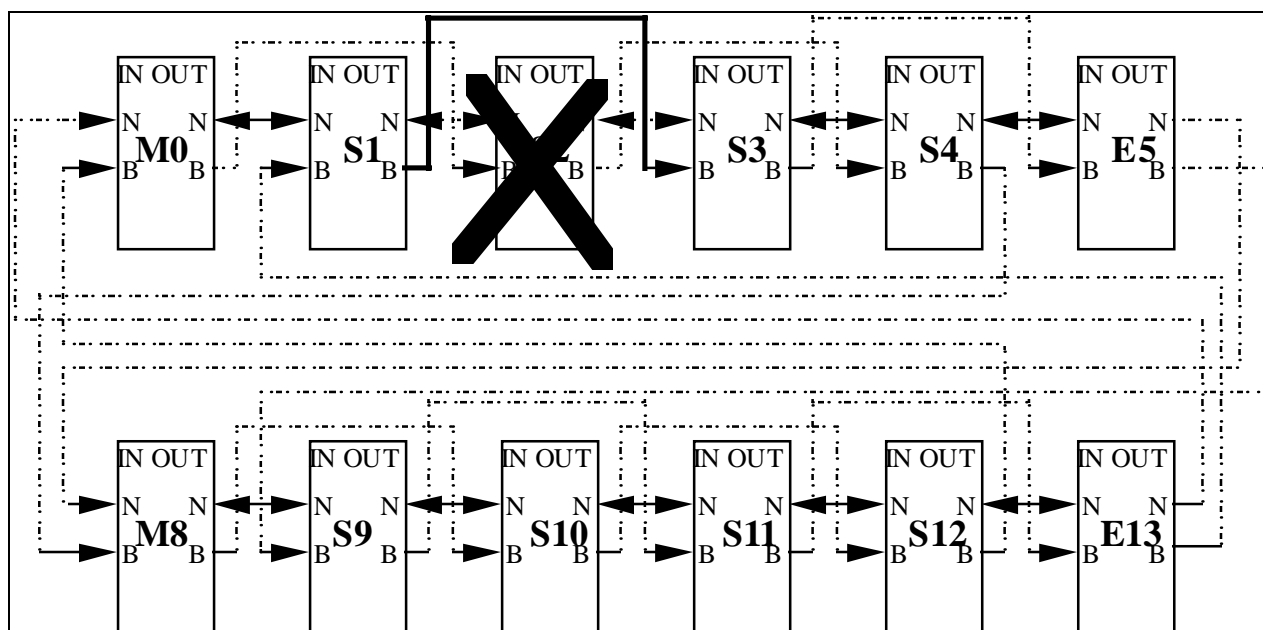 IN OUT IN OUT IN OUT IN OUT IN OUT IN OUT
N N N N N N N N N N N
M0 S1 S3 S4 E5
B B B B B B B B B B B B
IN OUT IN OUT IN OUT IN OUT IN OUT IN OUT
N N N N N N N N N N N N
M8 S9 S10 S11 S12 E13
B B B B B B B B B B B B